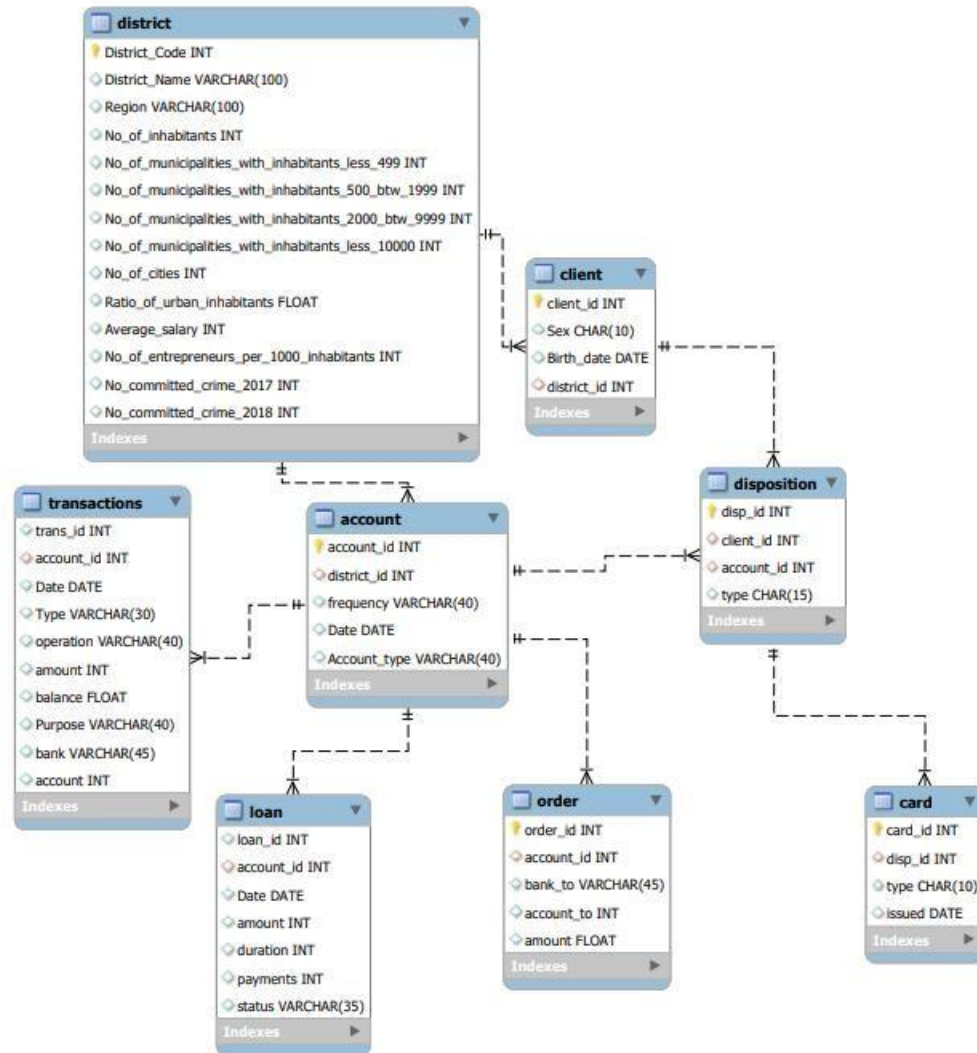 district
District_Code INT
District_Name VARCHAR(100)
Region VARCHAR(100)
No_of_inhabitants INT
No_of_municipalities_with_inhabitants_less_499 INT
No_of_municipalities_with_inhabitants_500_btw_1999 INT
No_of_municipalities_with_inhabitants_2000_btw_9999 INT
No_of_municipalities_with_inhabitants_less_10000 INT
No_of_cities INT
Ratio_of_urban_inhabitants FLOAT
Average_salary INT
No_of_entrepreneurs_per_1000_inhabitants INT
No_committed_crime_2017 INT
No_committed_crime_2018 INT
Indexes
client
client_id INT
Sex CHAR(10)
Birth_date DATE
district_id INT
Indexes
transactions
trans_id INT
account_id INT
Date DATE
Type VARCHAR(30)
operation VARCHAR(40)
amount INT
balance FLOAT
Purpose VARCHAR(40)
bank VARCHAR(45)
account INT
Indexes
account
account_id INT
district_id INT
frequency VARCHAR(40)
Date DATE
Account_type VARCHAR(40)
Indexes
disposition
disp_id INT
client_id INT
account_id INT
type CHAR(15)
Indexes
loan
loan_id INT
account_id INT
Date DATE
amount INT
duration INT
payments INT
status VARCHAR(35)
Indexes
order
order_id INT
account_id INT
bank_to VARCHAR(45)
account_to INT
amount FLOAT
Indexes
card
card_id INT
disp_id INT
type CHAR(10)
issued DATE
Indexes